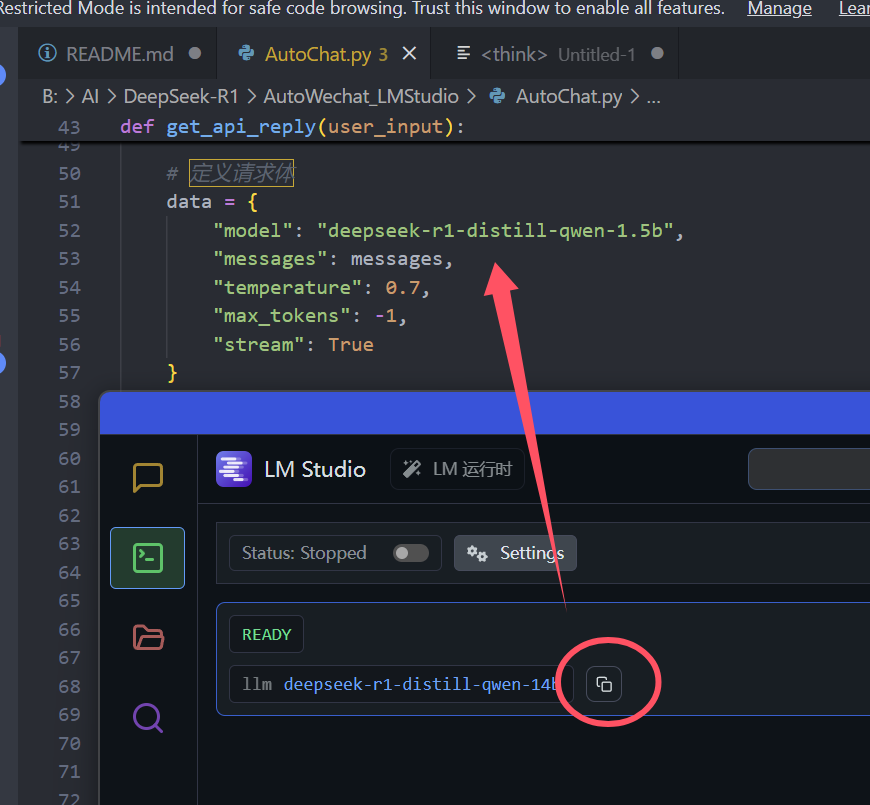 Restricted Mode is intended for safe code browsing. Trust this window to enable all features. Manage
README.md AutoChat.py 3 <think> Untitled-1
B: > AI > DeepSeek-R1 > AutoWechat_LMStudio > AutoChat.py > ...
43 def get_api_reply(user_input):
49
50 # 定义请求体
51 data = {
52 "model": "deepseek-r1-distill-qwen-1.5b",
53 "messages": messages,
54 "temperature": 0.7,
55 "max_tokens": -1,
56 "stream": True
57 }
58
59
60 LM Studio LM 运行时
61
62
63 Status: Stopped Settings
64
65
66 READY
67
68 llm deepseek-r1-distill-qwen-14b
69
70
71
72